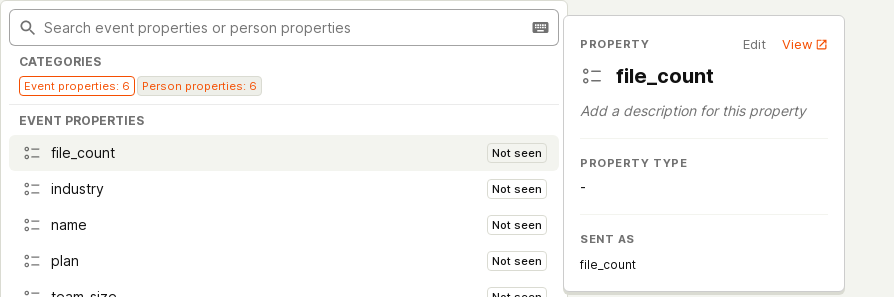 Search event properties or person properties
CATEGORIES
Event properties: 6 Person properties: 6
EVENT PROPERTIES
file_count Not seen
industry Not seen
name Not seen
plan Not seen
team_size Not seen
PROPERTY Edit View
file_count
Add a description for this property
PROPERTY TYPE
-
SENT AS
file_count